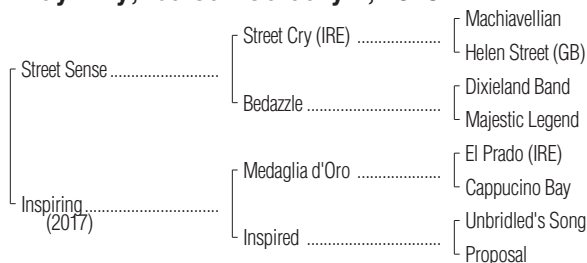 Street Cry (IRE)
Machiavellian
Helen Street (GB)
Street Sense
Bedazzle
Dixieland Band
Majestic Legend
Medaglia d'Oro
El Prado (IRE)
Cappucino Bay
Inspiring
(2017)
Inspired
Unbridled's Song
Proposal